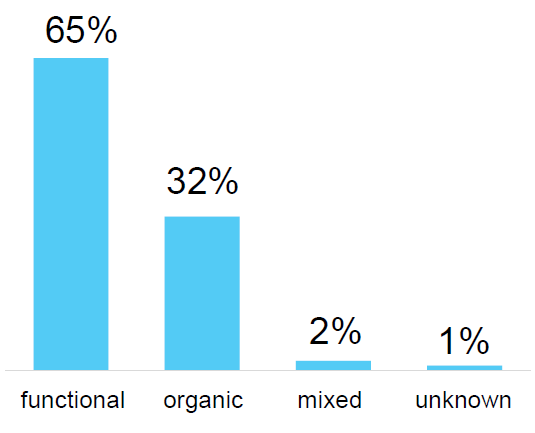 65%
32%
2%
1%
functional organic mixed unknown